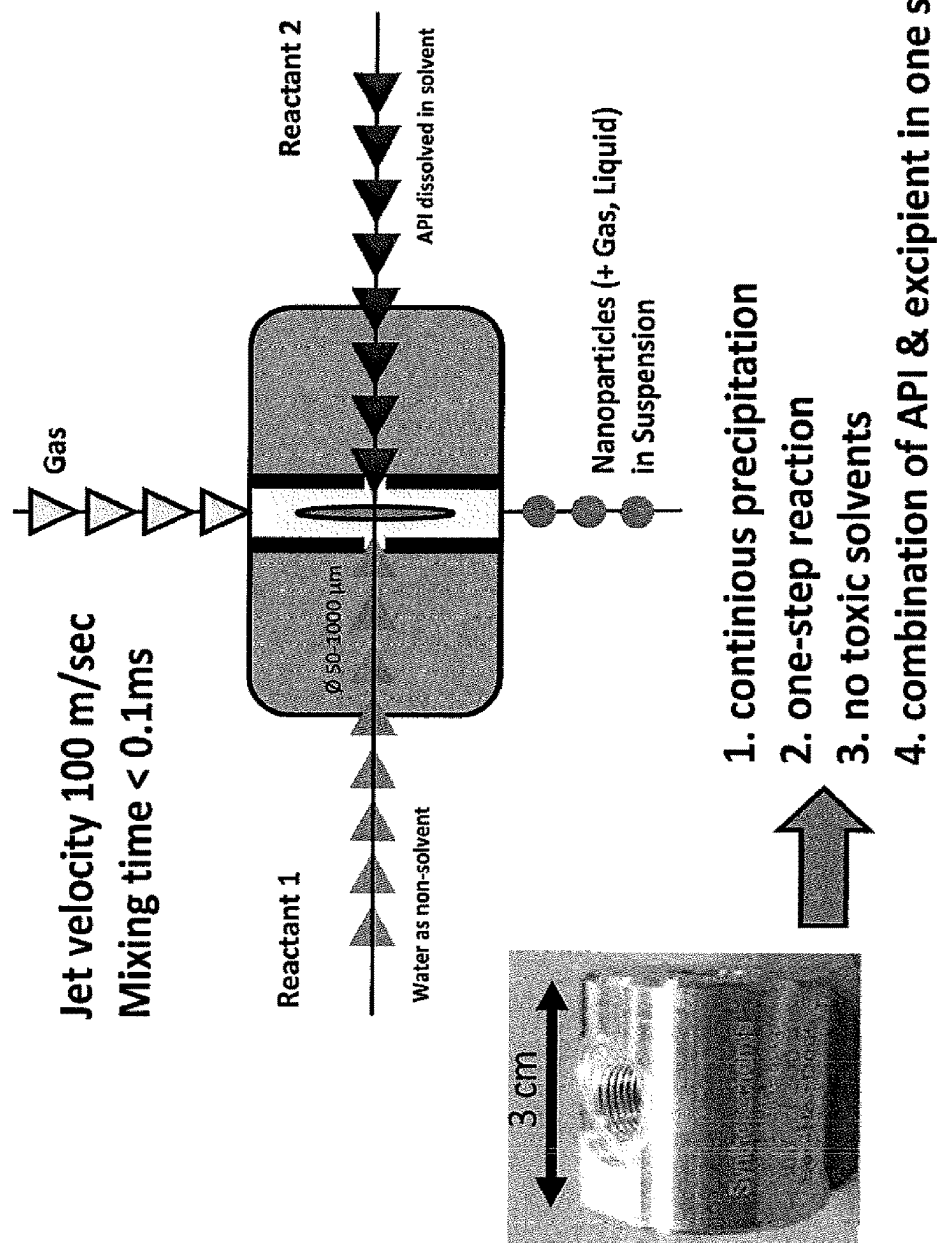 Jet velocity 100 m/sec
Mixing time < 0.1ms
Gas
Reactant 1
Reactant 2
Ø 50-1000 µm
Water as non-solvent
API dissolved in solvent
Nanoparticles (+ Gas, Liquid)
in Suspension
3 cm
1. continious precipitation
2. one-step reaction
3. no toxic solvents
4. combination of API & excipient in one s